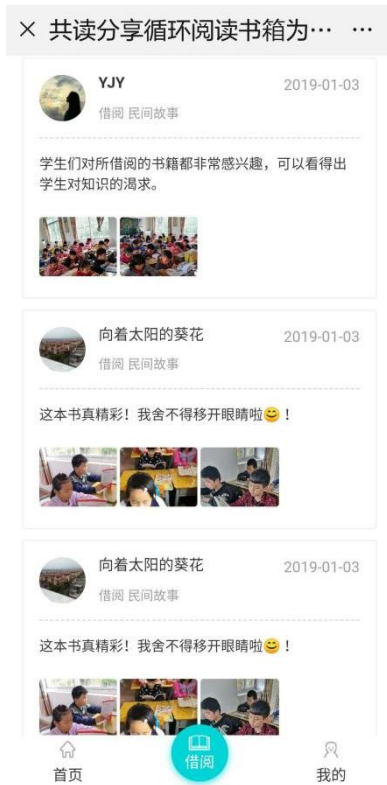 × 共读分享循环阅读书箱为… …
YJY 2019-01-03
借阅 民间故事
学生们对所借阅的书籍都非常感兴趣，可以看得出
学生对知识的渴求。
向着太阳的葵花 2019-01-03
借阅 民间故事
这本书真精彩！我舍不得移开眼睛啦😄！
向着太阳的葵花 2019-01-03
借阅 民间故事
这本书真精彩！我舍不得移开眼睛啦😄！
首页 借阅 我的